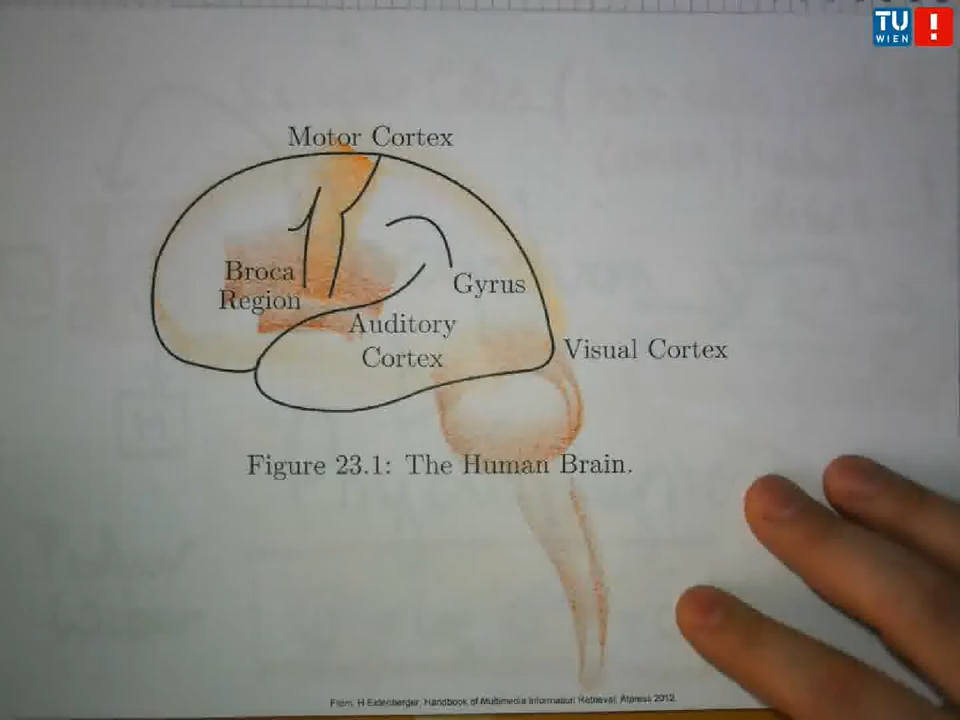 TU
WIEN
!
Motor Cortex
Broca
Region
Gyrus
Auditory
Cortex
Visual Cortex
Figure 23.1: The Human Brain.
From: H Eidenberger, Handbook of Multimedia Information Retrieval, Atpress 2012.